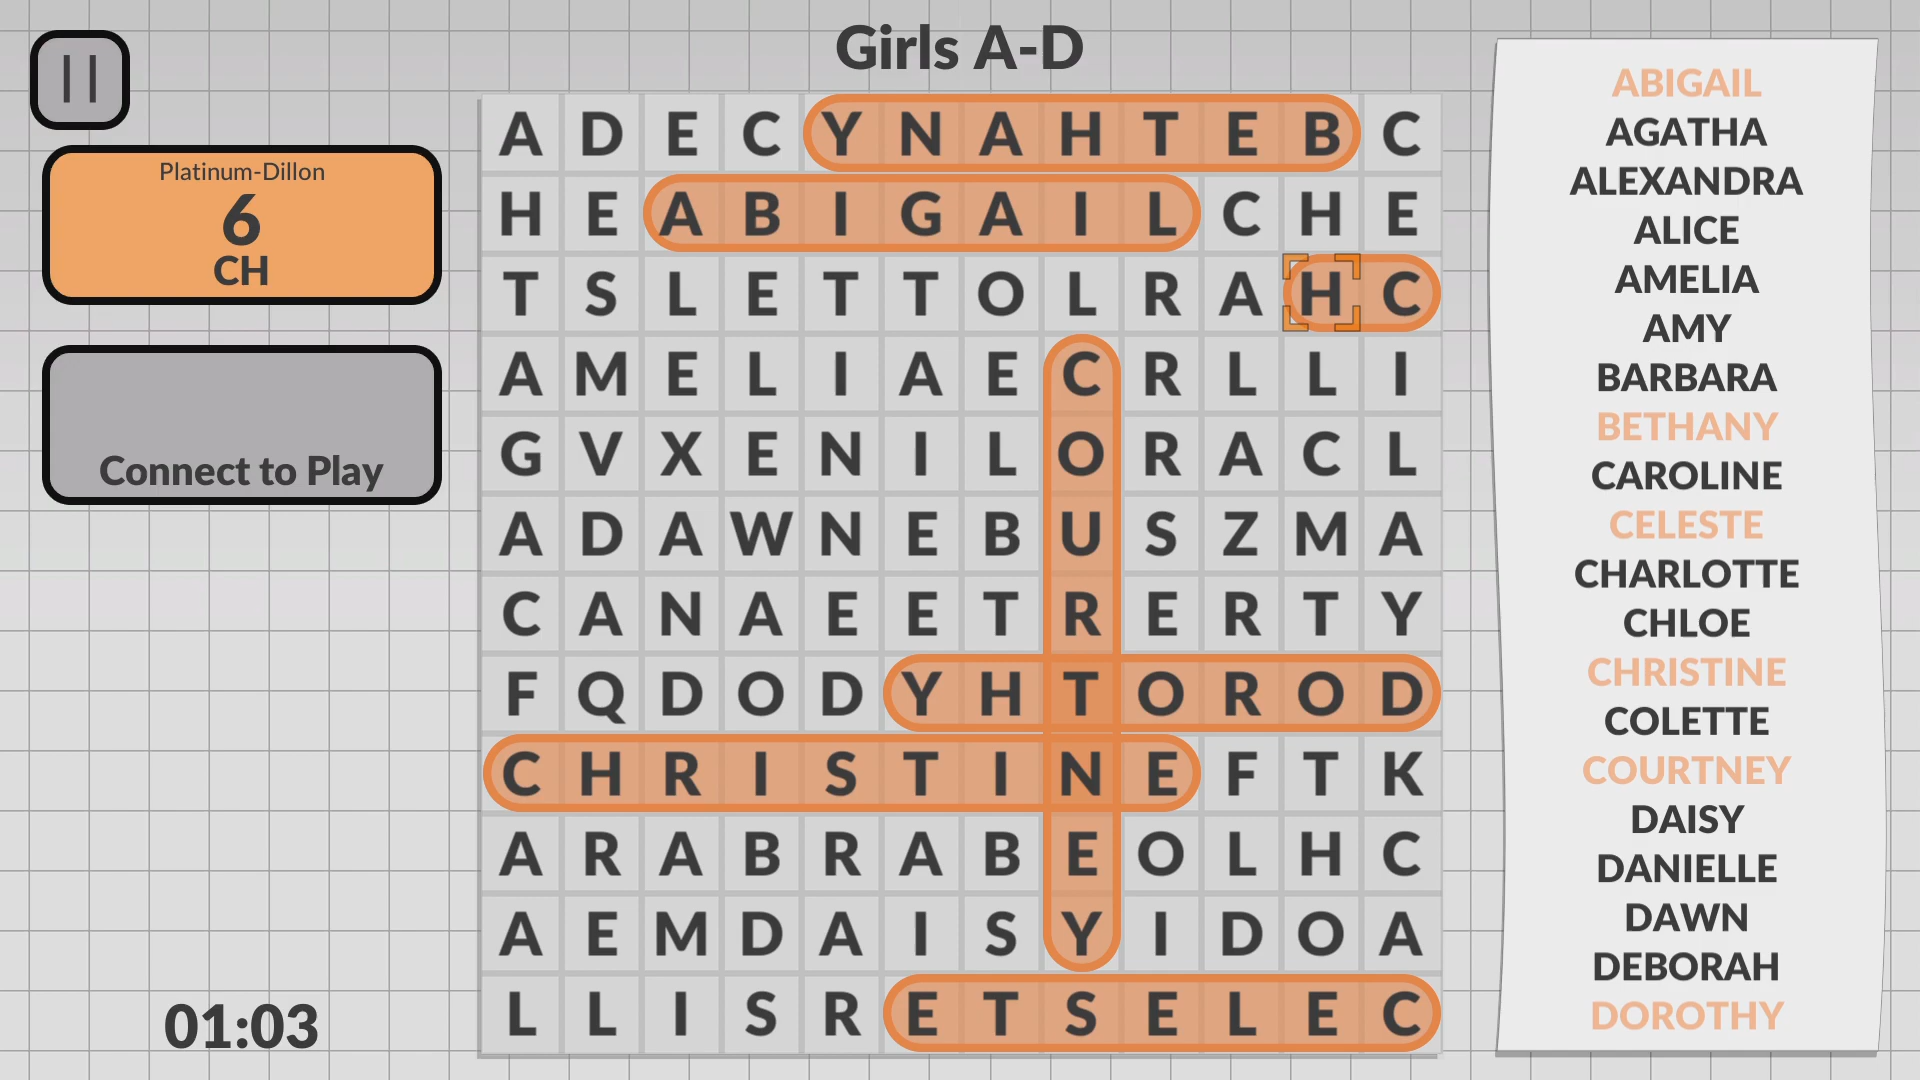 Girls A-D
Platinum-Dillon
6
CH
Connect to Play
01:03
A D E C Y N A H T E B C
H E A B I G A I L C H E
T S L E T T O L R A H C
A M E L I A E C R L L I
G V X E N I L O R A C L
A D A W N E B U S Z M A
C A N A E E T R E R T Y
F Q D O D Y H T O R O D
C H R I S T I N E F T K
A R A B R A B E O L H C
A E M D A I S Y I D O A
L L I S R E T S E L E C
ABIGAIL
AGATHA
ALEXANDRA
ALICE
AMELIA
AMY
BARBARA
BETHANY
CAROLINE
CELESTE
CHARLOTTE
CHLOE
CHRISTINE
COLETTE
COURTNEY
DAISY
DANIELLE
DAWN
DEBORAH
DOROTHY